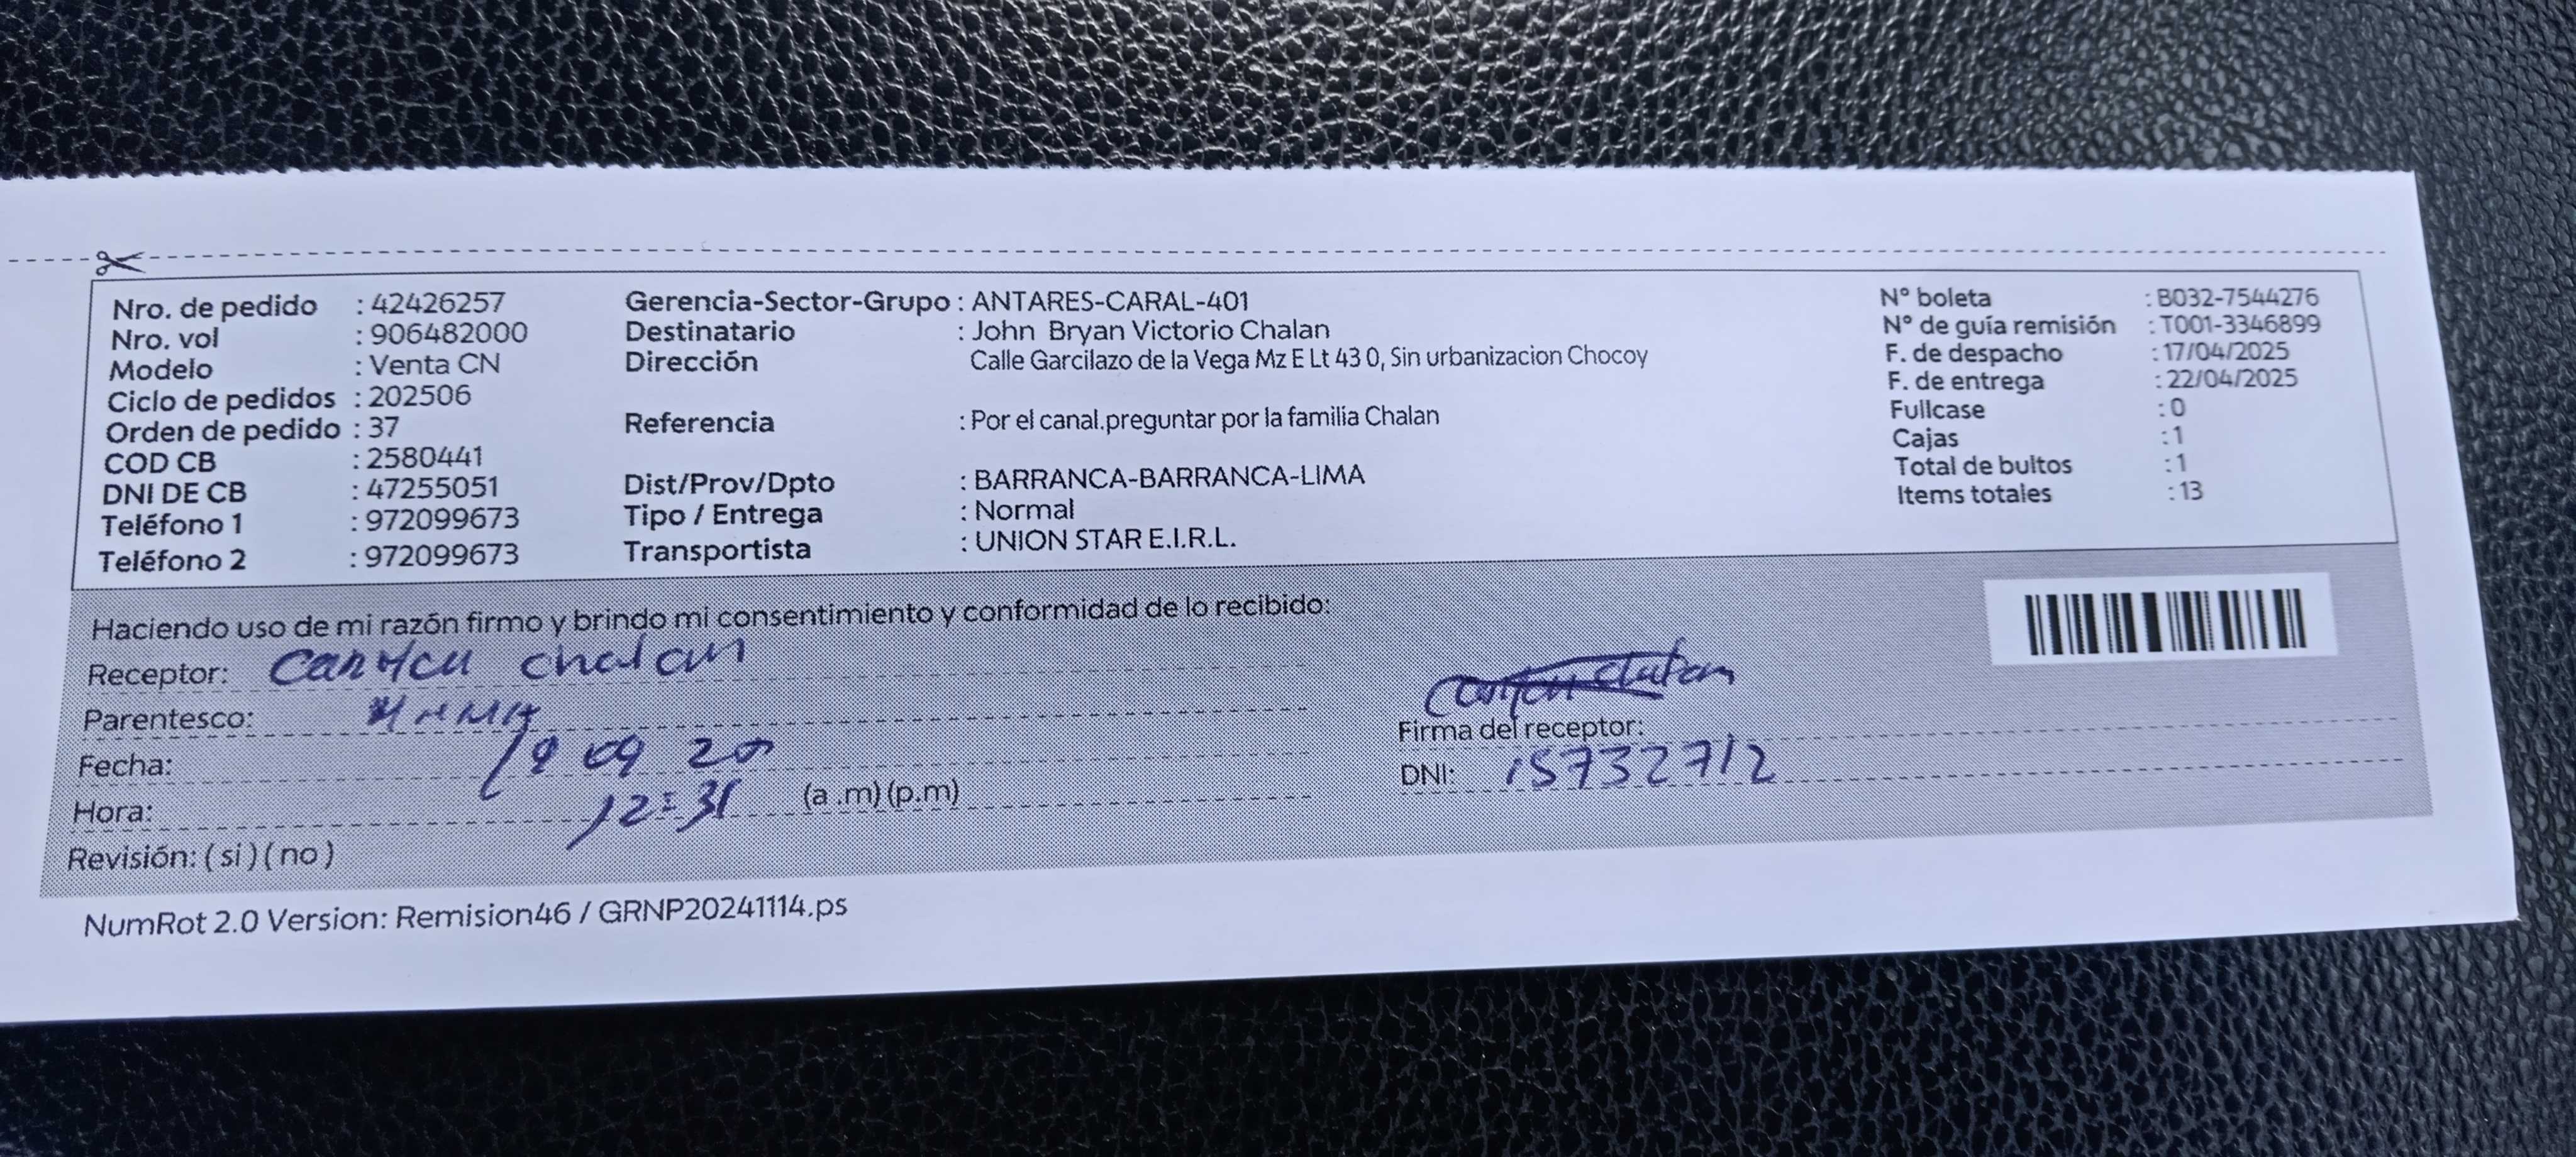 Nro. de pedido : 42426257
Nro. vol : 906482000
Modelo : Venta CN
Ciclo de pedidos : 202506
Orden de pedido : 37
COD CB : 2580441
DNI DE CB : 47255051
Teléfono 1 : 972099673
Teléfono 2 : 972099673
Gerencia-Sector-Grupo : ANTARES-CARAL-401
Destinatario : John Bryan Victorio Chalan
Dirección Calle Garcilazo de la Vega Mz E Lt 43 0, Sin urbanizacion Chocoy
Referencia : Por el canal.preguntar por la familia Chalan
Dist/Prov/Dpto : BARRANCA-BARRANCA-LIMA
Tipo / Entrega : Normal
Transportista : UNION STAR E.I.R.L.
N° boleta : B032-7544276
N° de guía remisión : T001-3346899
F. de despacho : 17/04/2025
F. de entrega : 22/04/2025
Fullcase : 0
Cajas : 1
Total de bultos : 1
Items totales : 13
Haciendo uso de mi razón firmo y brindo mi consentimiento y conformidad de lo recibido:
Receptor: chalan
Parentesco: MAMA
Fecha:
Hora: 12:31 (a .m) (p.m)
Revisión: ( si ) ( no )
Firma del receptor:
DNI: 15732712
NumRot 2.0 Version: Remision46 / GRNP20241114.ps